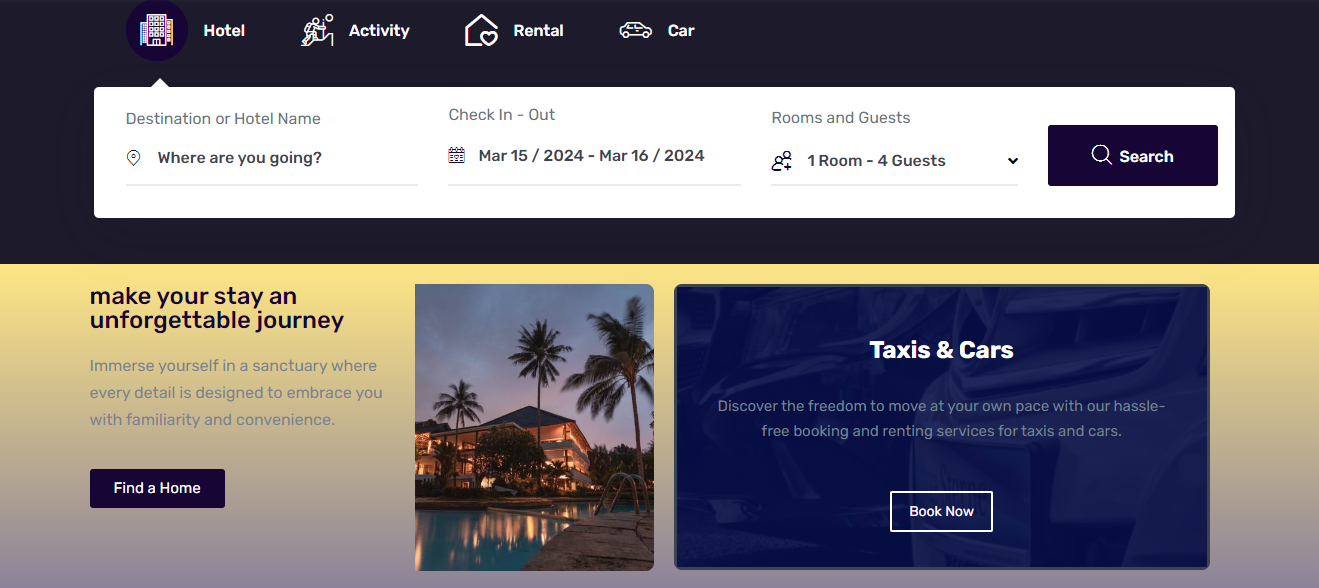 Hotel
Activity
Rental
Car
Destination or Hotel Name
Where are you going?
Check In - Out
Mar 15 / 2024 - Mar 16 / 2024
Rooms and Guests
1 Room - 4 Guests
Search
make your stay an
unforgettable journey
Immerse yourself in a sanctuary where
every detail is designed to embrace you
with familiarity and convenience.
Find a Home
Taxis & Cars
Discover the freedom to move at your own pace with our hassle-
free booking and renting services for taxis and cars.
Book Now